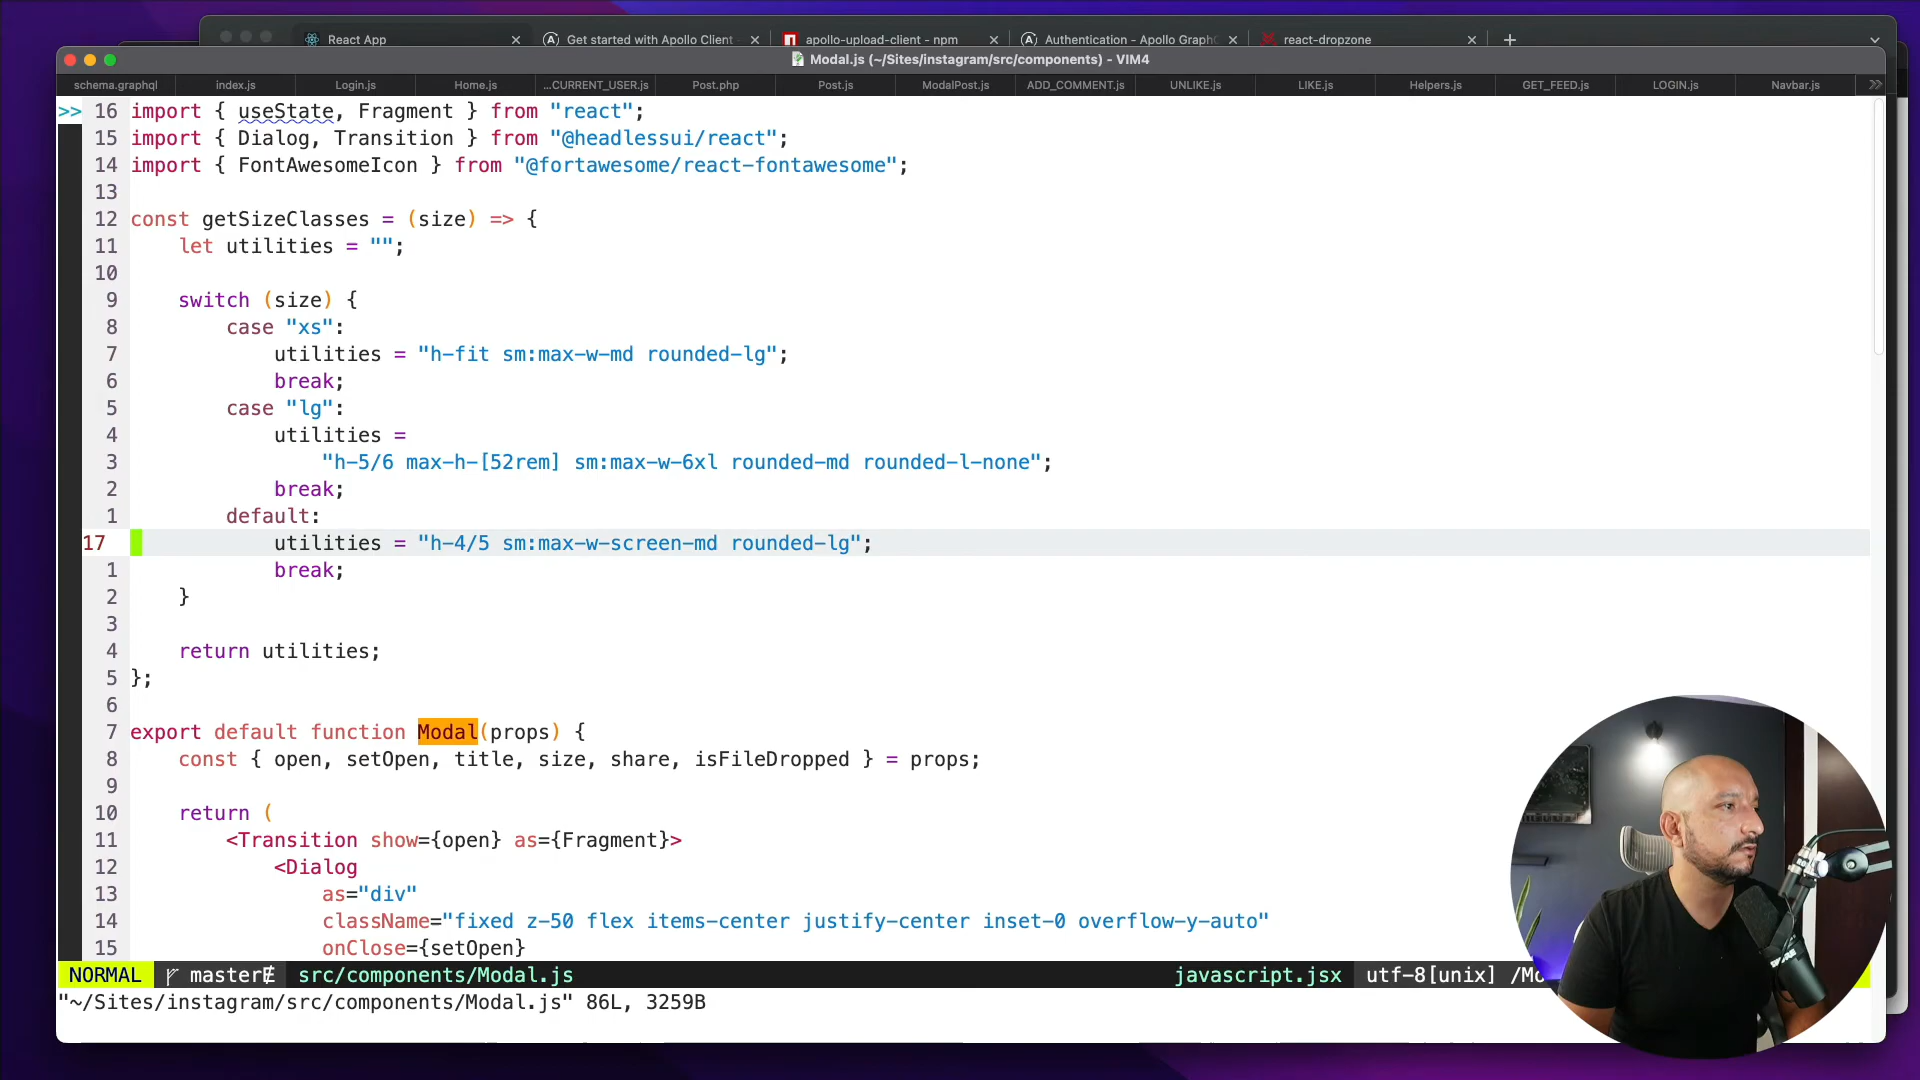 React App
Get started with Apollo Client
apollo-upload-client - npm
Authentication - Apollo GraphQ
react-dropzone
Modal.js (~/Sites/instagram/src/components) - VIM4
schema.graphql
index.js
Login.js
Home.js
...CURRENT_USER.js
Post.php
Post.js
ModalPost.js
ADD_COMMENT.js
UNLIKE.js
LIKE.js
Helpers.js
GET_FEED.js
LOGIN.js
Navbar.js
>> 16 import { useState, Fragment } from "react";
15 import { Dialog, Transition } from "@headlessui/react";
14 import { FontAwesomeIcon } from "@fortawesome/react-fontawesome";
13
12 const getSizeClasses = (size) => {
11 let utilities = "";
10
9 switch (size) {
8 case "xs":
7 utilities = "h-fit sm:max-w-md rounded-lg";
6 break;
5 case "lg":
4 utilities =
3 "h-5/6 max-h-[52rem] sm:max-w-6xl rounded-md rounded-l-none";
2 break;
1 default:
17 utilities = "h-4/5 sm:max-w-screen-md rounded-lg";
1 break;
2 }
3
4 return utilities;
5 };
6
7 export default function Modal(props) {
8 const { open, setOpen, title, size, share, isFileDropped } = props;
9
10 return (
11 <Transition show={open} as={Fragment}>
12 <Dialog
13 as="div"
14 className="fixed z-50 flex items-center justify-center inset-0 overflow-y-auto"
15 onClose={setOpen}
NORMAL master src/components/Modal.js javascript.jsx utf-8[unix]
"~/Sites/instagram/src/components/Modal.js" 86L, 3259B